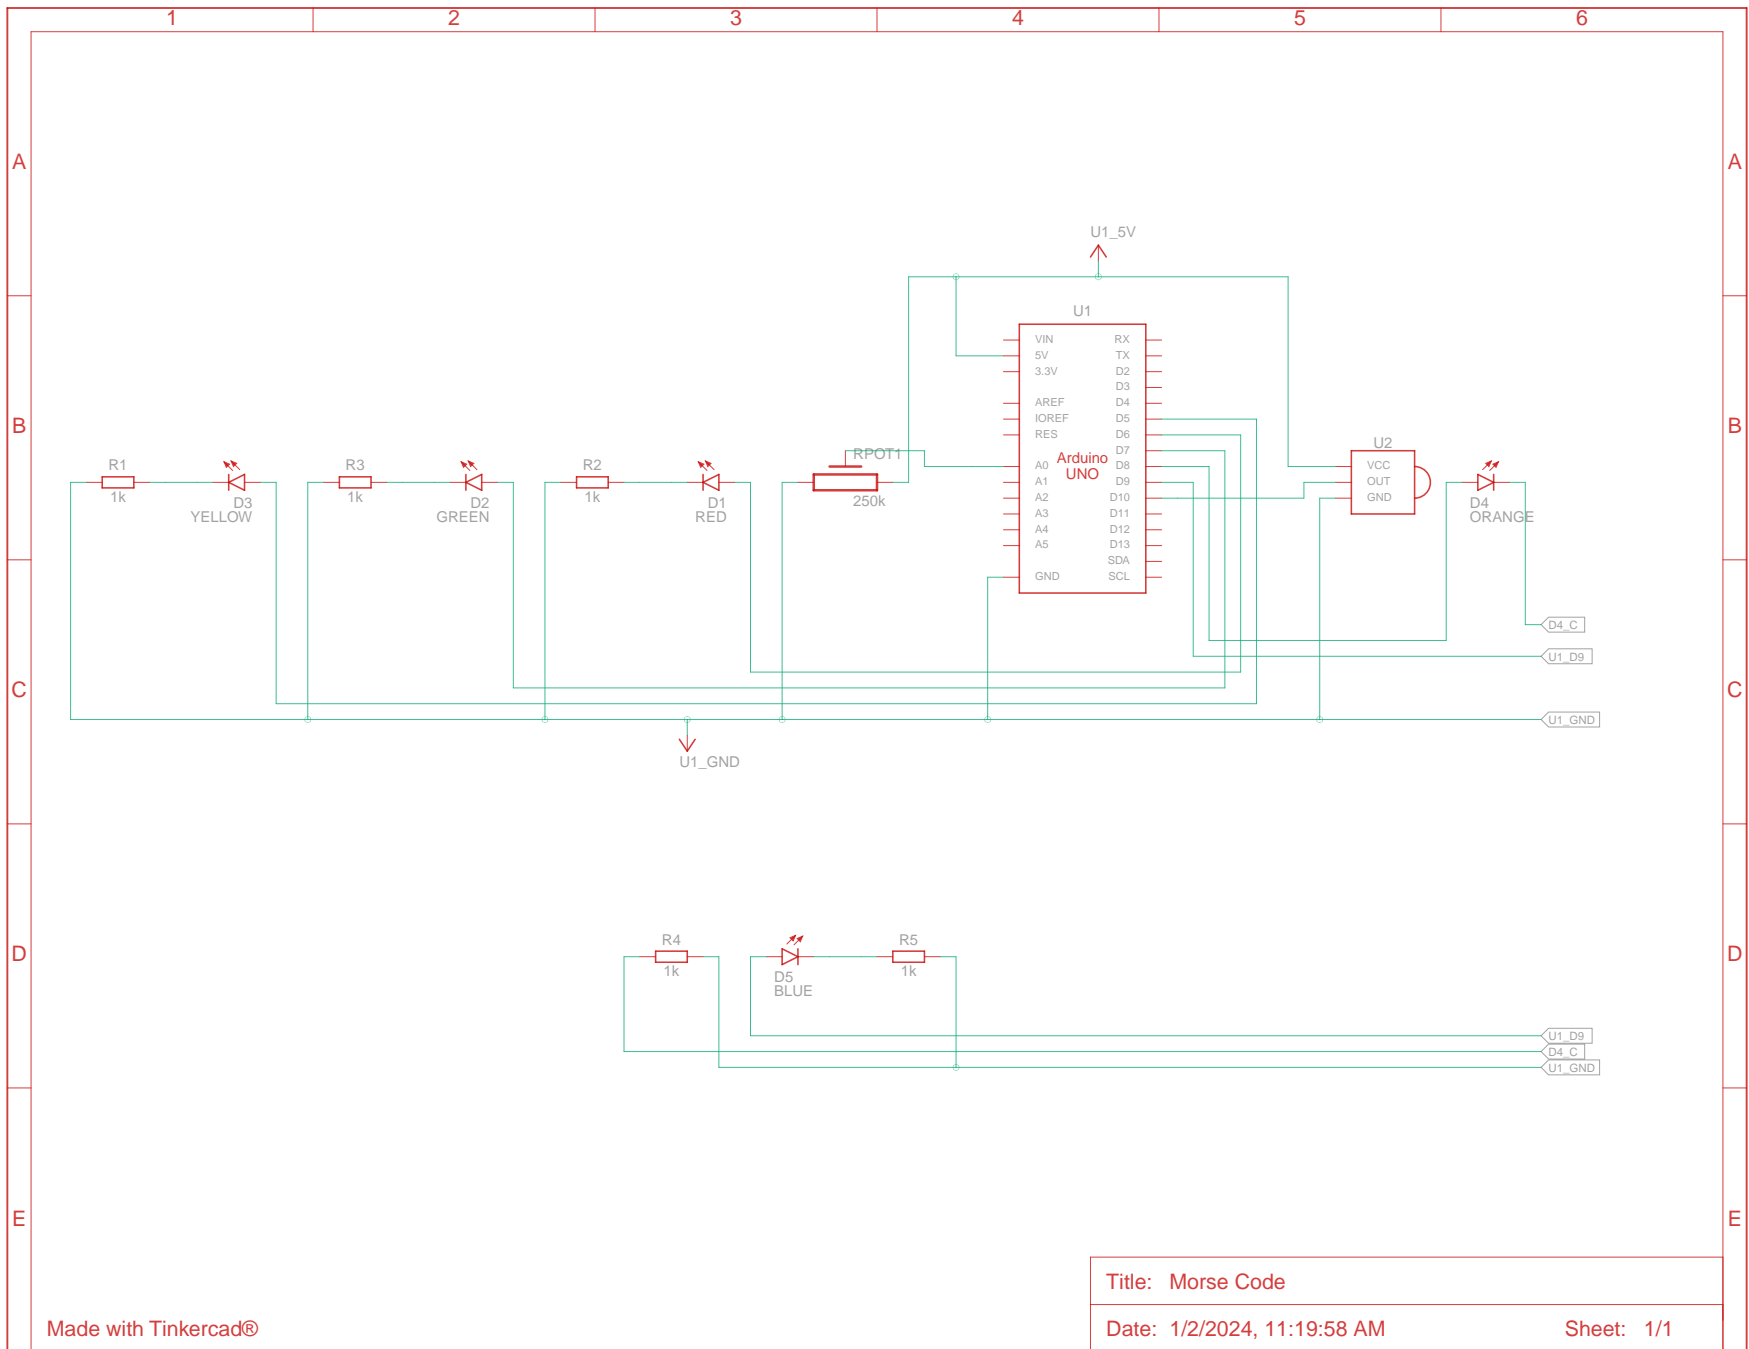 1 2 3 4 5 6
A A
U1_5V
U1
VIN RX
5V TX
3.3V D2
D3
AREF D4
IOREF D5
RES D6
D7
A0 D8
A1 D9
A2 D10
A3 D11
A4 D12
A5 D13
SDA
GND SCL
Arduino
UNO
B B
R1
1k
D3
YELLOW
R3
1k
D2
GREEN
R2
1k
D1
RED
RPOT1
250k
U2
VCC
OUT
GND
D4
ORANGE
D4_C
U1_D9
C C
U1_GND
U1_GND
D D
R4
1k
D5
BLUE
R5
1k
U1_D9
D4_C
U1_GND
E E
Title: Morse Code
Made with Tinkercad®
Date: 1/2/2024, 11:19:58 AM Sheet: 1/1